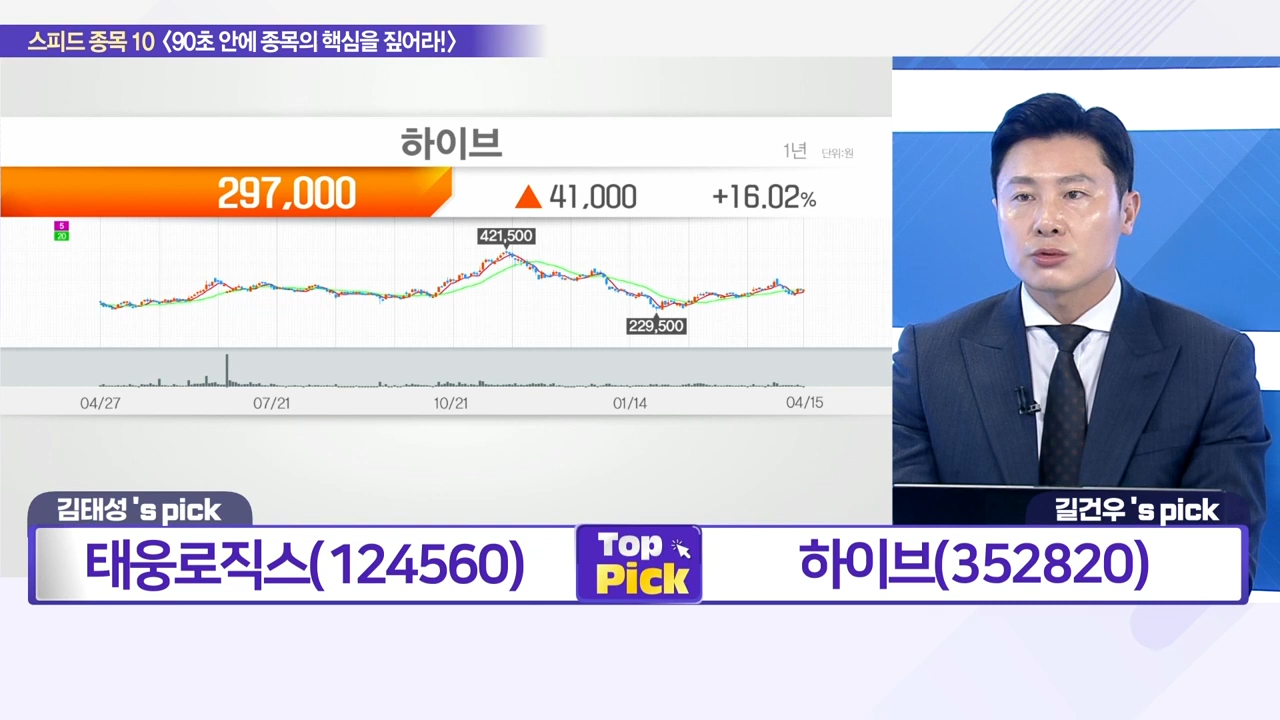 스피드 종목 10 〈90초 안에 종목의 핵심을 짚어라!〉
하이브
1년 단위:원
297,000 ▲ 41,000 +16.02%
5
20
421,500
229,500
04/27 07/21 10/21 01/14 04/15
김태성 's pick
길건우 's pick
태웅로직스(124560)
Top Pick
하이브(352820)